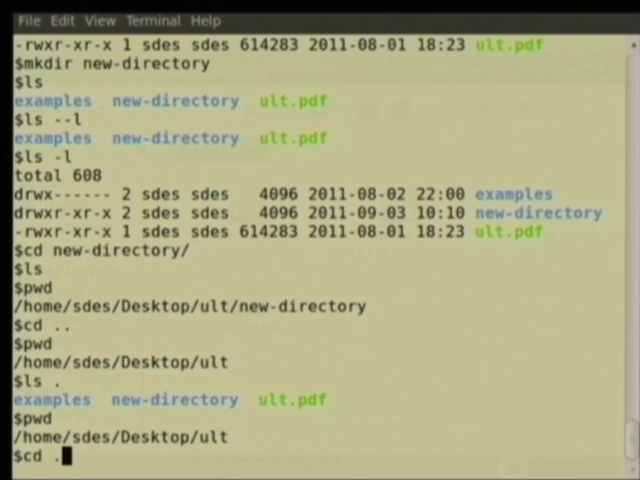 File Edit View Terminal Help
-rwxr-xr-x 1 sdes sdes 614283 2011-08-01 18:23 ult.pdf
$mkdir new-directory
$ls
examples  new-directory  ult.pdf
$ls --l
examples  new-directory  ult.pdf
$ls -l
total 608
drwx------ 2 sdes sdes   4096 2011-08-02 22:00 examples
drwxr-xr-x 2 sdes sdes   4096 2011-09-03 10:10 new-directory
-rwxr-xr-x 1 sdes sdes 614283 2011-08-01 18:23 ult.pdf
$cd new-directory/
$ls
$pwd
/home/sdes/Desktop/ult/new-directory
$cd ..
$pwd
/home/sdes/Desktop/ult
$ls .
examples  new-directory  ult.pdf
$pwd
/home/sdes/Desktop/ult
$cd .